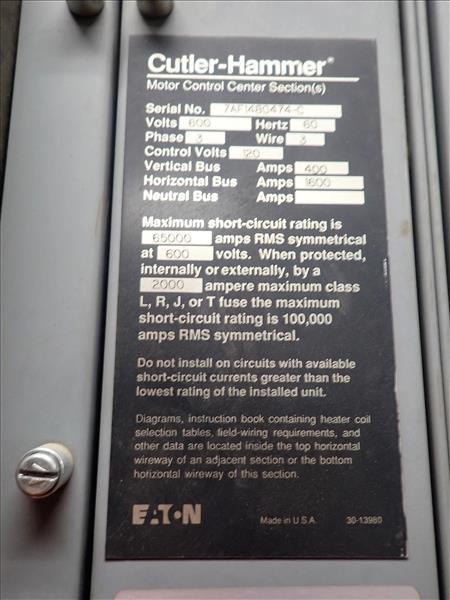 Cutler-Hammer®
Motor Control Center Section(s)
Serial No. 7AF1480474-C
Volts 600 Hertz 60
Phase 3 Wire 3
Control Volts 120
Vertical Bus Amps 400
Horizontal Bus Amps 1600
Neutral Bus Amps
Maximum short-circuit rating is
65000 amps RMS symmetrical
at 600 volts. When protected,
internally or externally, by a
2000 ampere maximum class
L, R, J, or T fuse the maximum
short-circuit rating is 100,000
amps RMS symmetrical.
Do not install on circuits with available
short-circuit currents greater than the
lowest rating of the installed unit.
Diagrams, instruction book containing heater coil
selection tables, field-wiring requirements, and
other data are located inside the top horizontal
wireway of an adjacent section or the bottom
horizontal wireway of this section.
EATON
Made in U.S.A. 30-13980